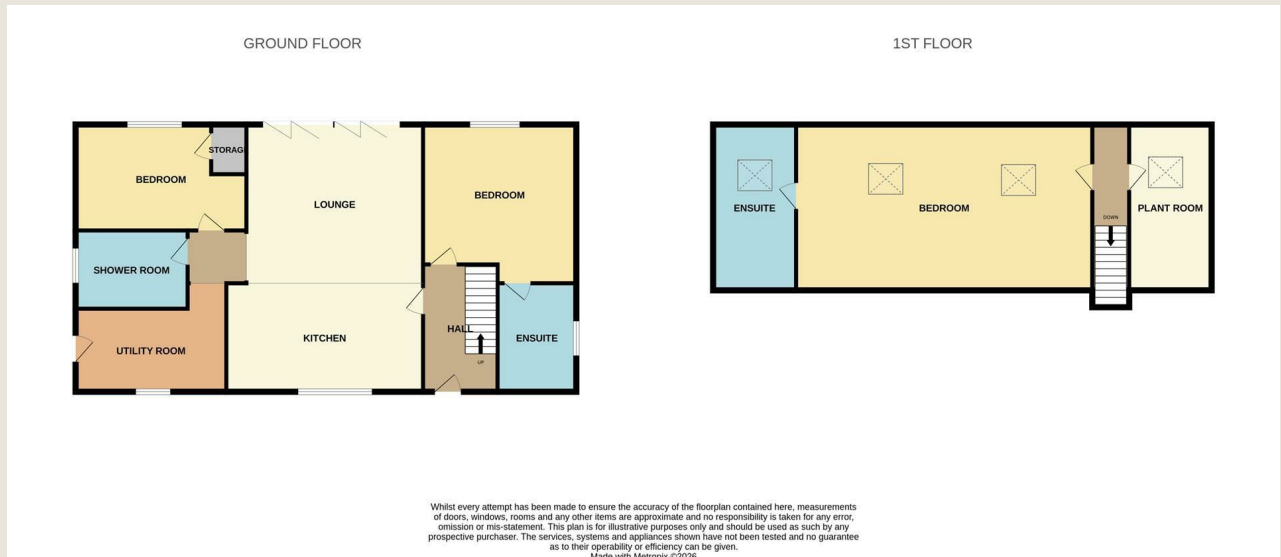 GROUND FLOOR
1ST FLOOR
STORAG
BEDROOM
LOUNGE
BEDROOM
SHOWER ROOM
UTILITY ROOM
KITCHEN
HALL
UP
ENSUITE
ENSUITE
BEDROOM
DOWN
PLANT ROOM
Whilst every attempt has been made to ensure the accuracy of the floorplan contained here, measurements
of doors, windows, rooms and any other items are approximate and no responsibility is taken for any error,
omission or mis-statement. This plan is for illustrative purposes only and should be used as such by any
prospective purchaser. The services, systems and appliances shown have not been tested and no guarantee
as to their operability or efficiency can be given.
Made with Metropix ©2026